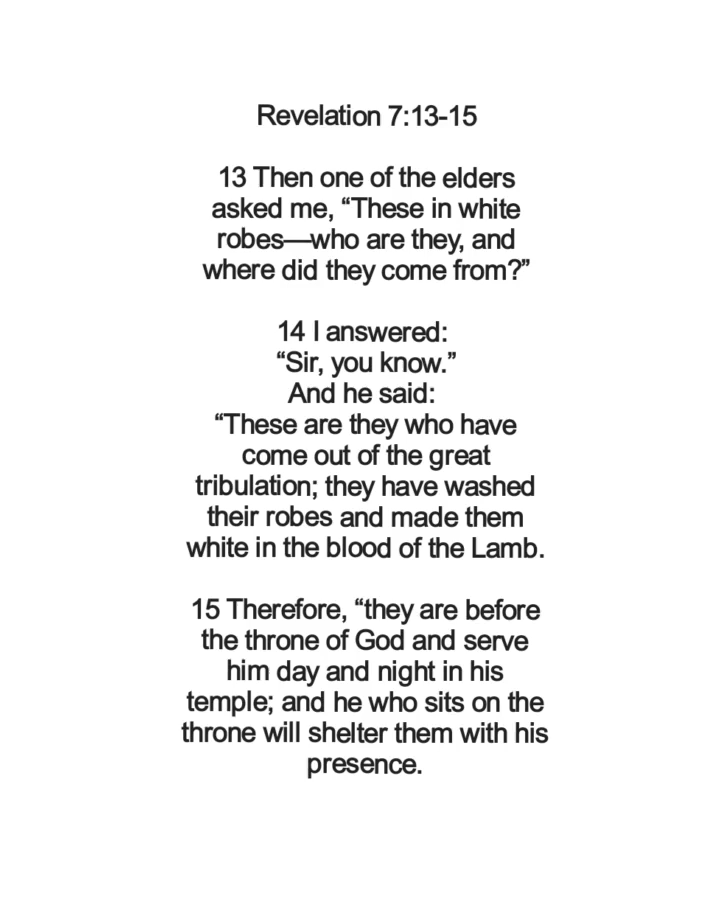 Revelation 7:13-15
13 Then one of the elders
asked me, “These in white
robes—who are they, and
where did they come from?”
14 I answered:
“Sir, you know.”
And he said:
“These are they who have
come out of the great
tribulation; they have washed
their robes and made them
white in the blood of the Lamb.
15 Therefore, “they are before
the throne of God and serve
him day and night in his
temple; and he who sits on the
throne will shelter them with his
presence.